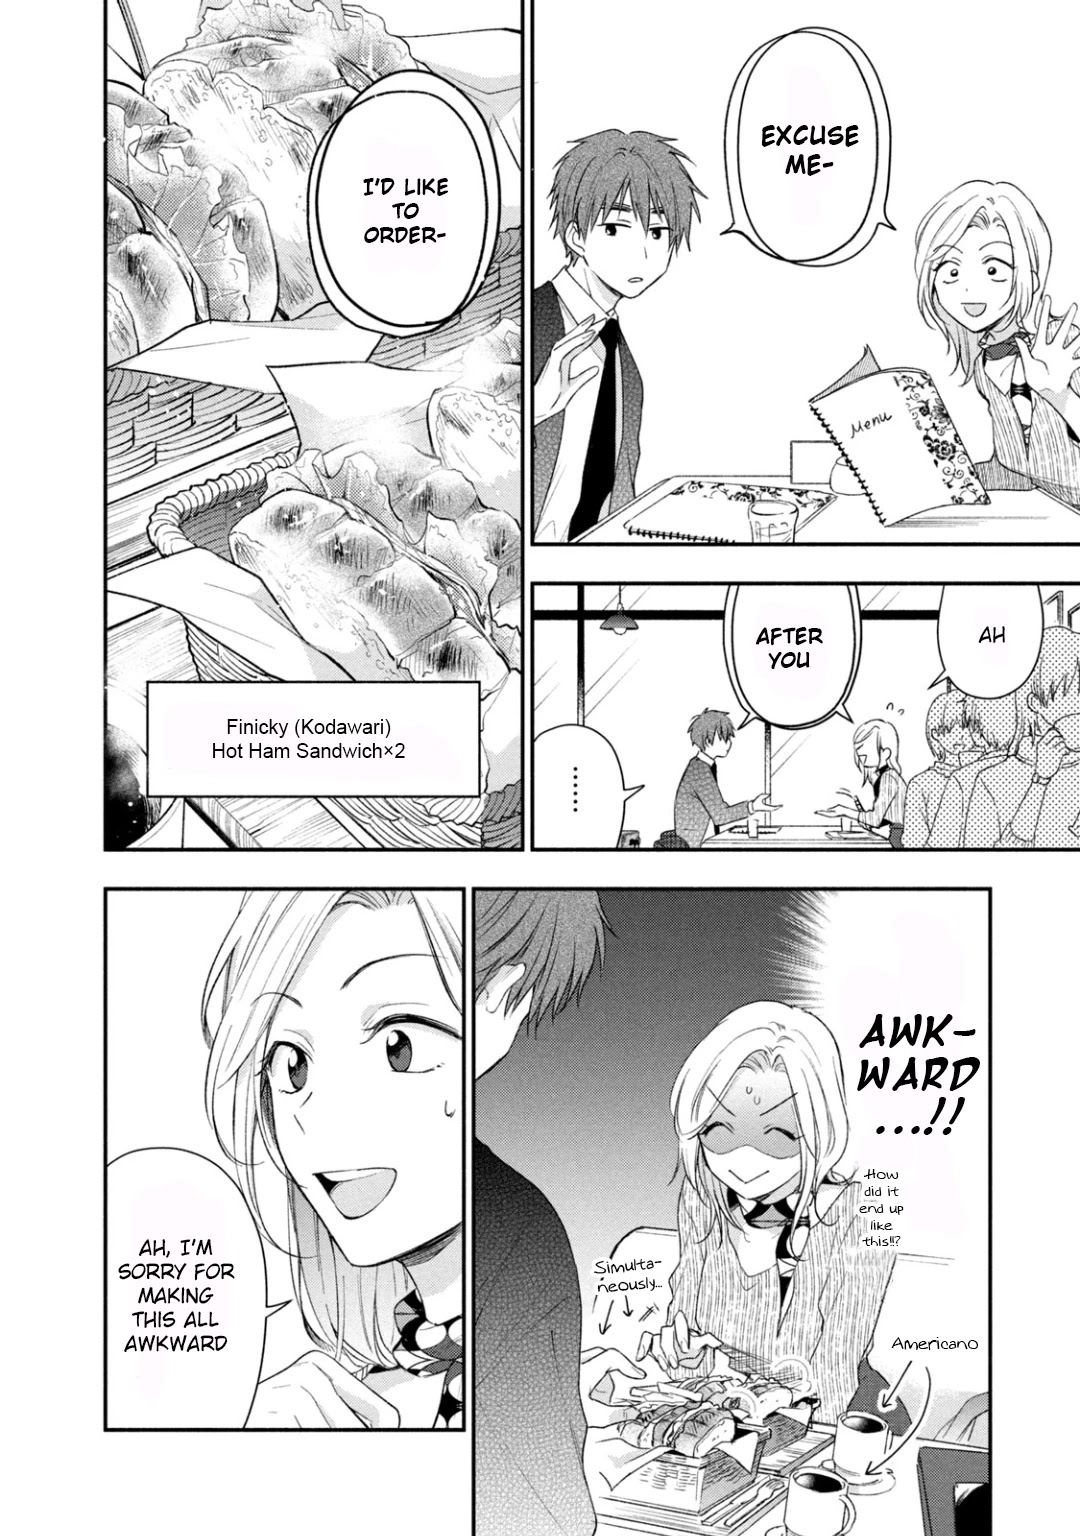 EXCUSE
ME-
Menu
I'D LIKE
TO
ORDER-
AH
AFTER
YOU
......
Finicky (Kodawari)
Hot Ham Sandwich×2
AWK-
WARD
...!!
How
did it
end up
like
this!!?
Simulta-
neously...
Americano
AH, I'M
SORRY FOR
MAKING
THIS ALL
AWKWARD